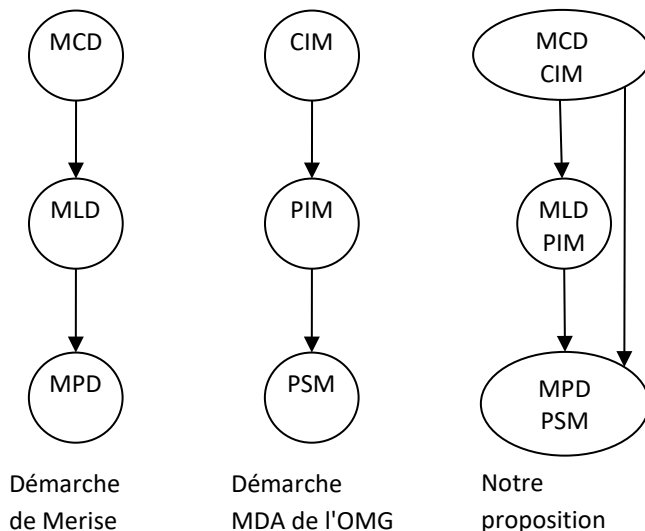 MCD
CIM
MCD
CIM
MLD
PIM
MLD
PIM
MPD
PSM
MPD
PSM
Démarche
de Merise
Démarche
MDA de l'OMG
Notre
proposition